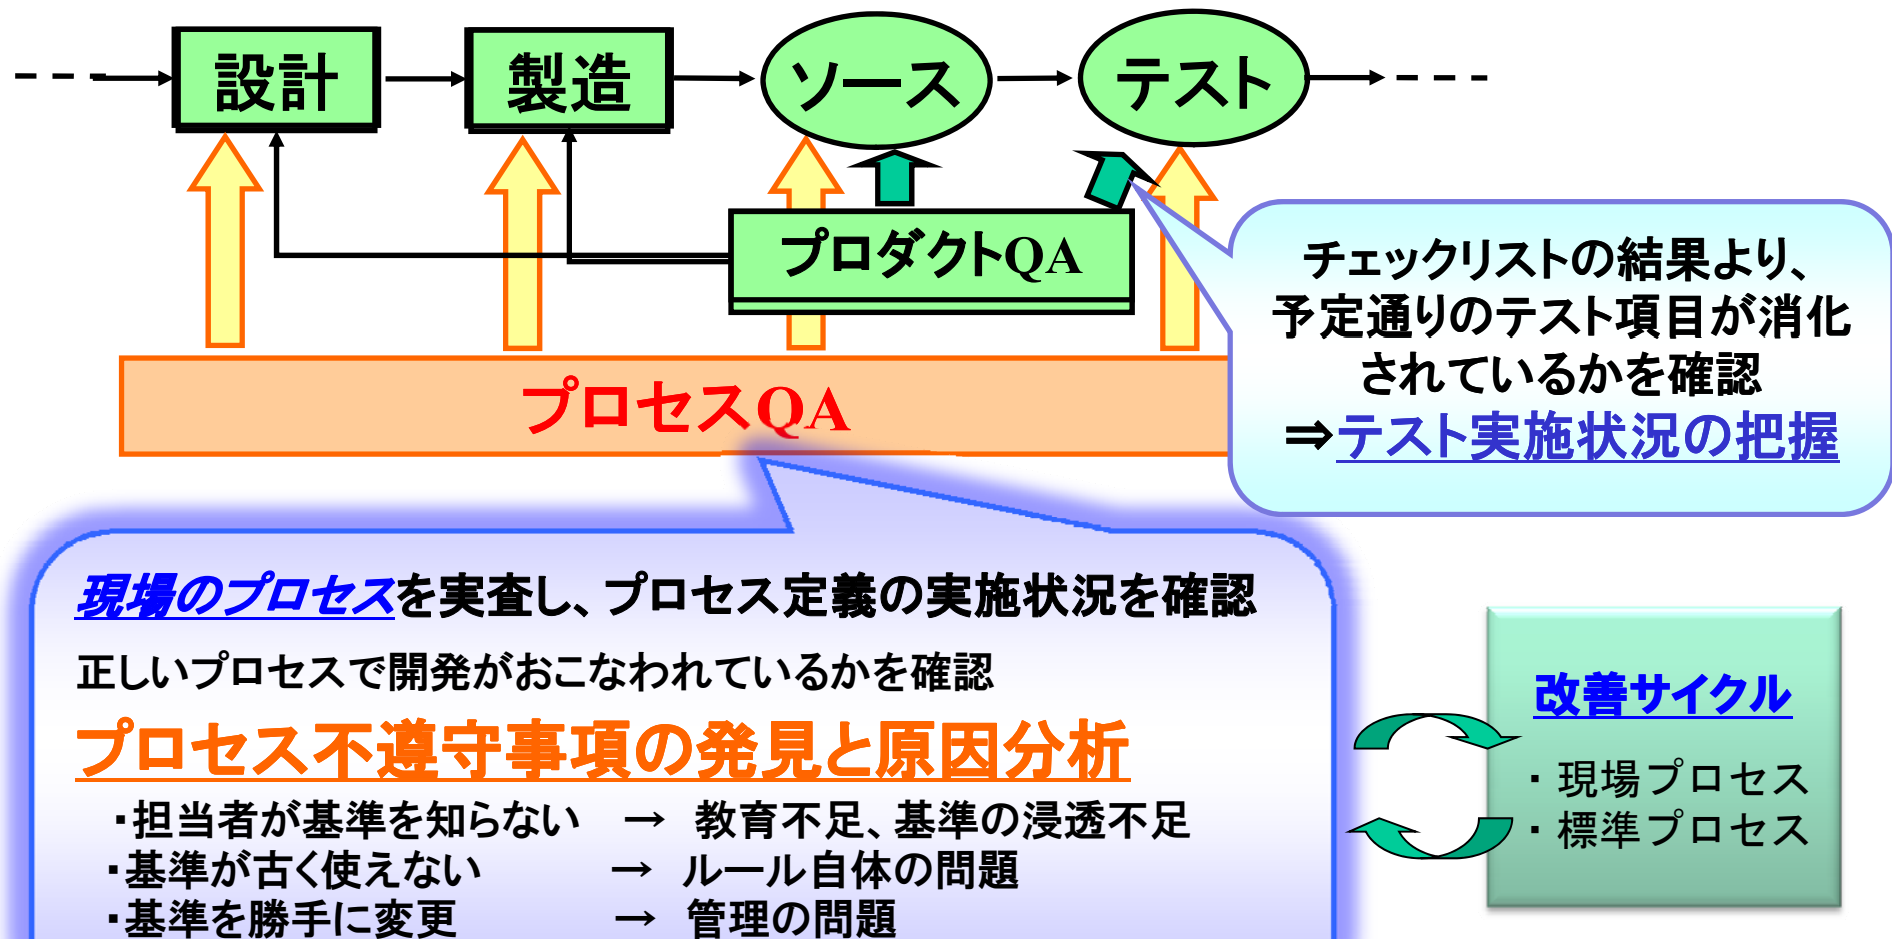 設計
製造
ソース
テスト
プロダクトQA
プロセスQA
チェックリストの結果より、
予定通りのテスト項目が消化
されているかを確認
⇒テスト実施状況の把握
現場のプロセスを実査し、プロセス定義の実施状況を確認
正しいプロセスで開発がおこなわれているかを確認
プロセス不遵守事項の発見と原因分析
・担当者が基準を知らない → 教育不足、基準の浸透不足
・基準が古く使えない → ルール自体の問題
・基準を勝手に変更 → 管理の問題
改善サイクル
・現場プロセス
・標準プロセス